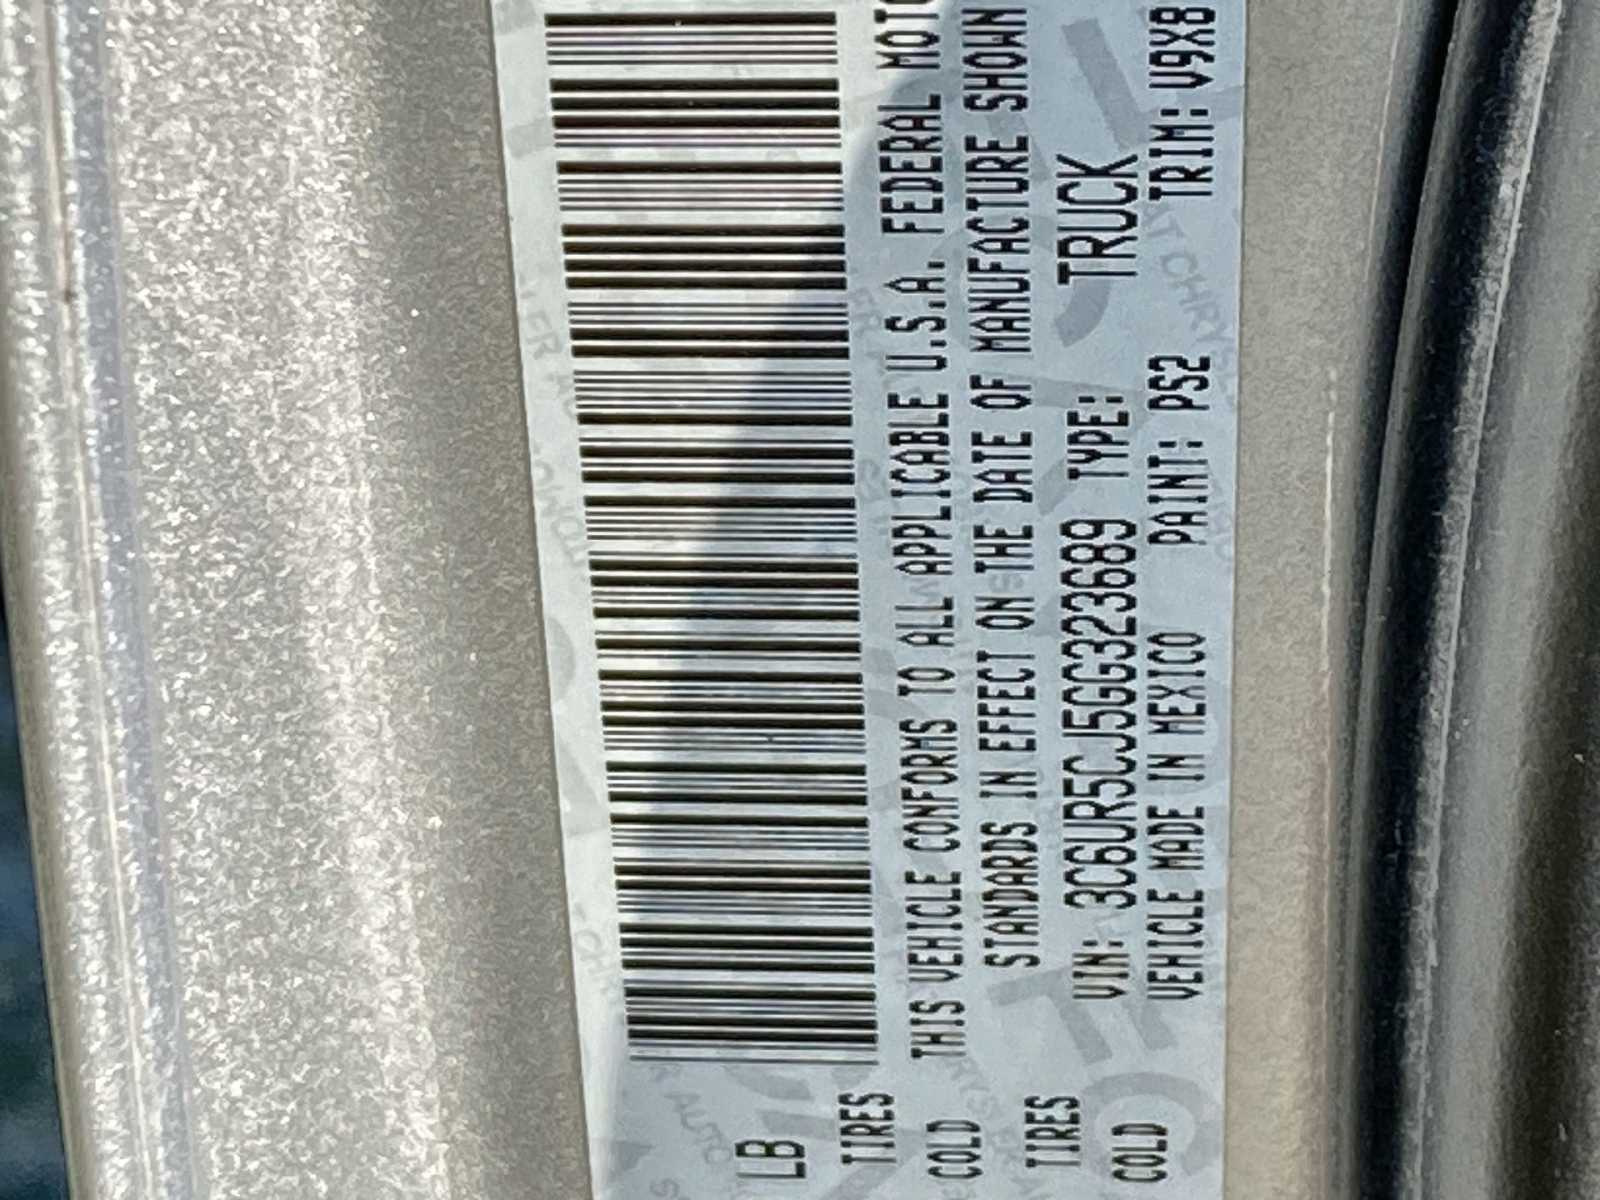 LB
TIRES
COLD
TIRES
COLD
THIS VEHICLE CONFORMS TO ALL APPLICABLE U.S.A. FEDERAL
STANDARDS IN EFFECT ON THE DATE OF MANUFACTURE SHOWN
VIN: 3C6UR5CJ5GG323689 TYPE: TRUCK
VEHICLE MADE IN MEXICO PAINT: PS2 TRIM: V9X8